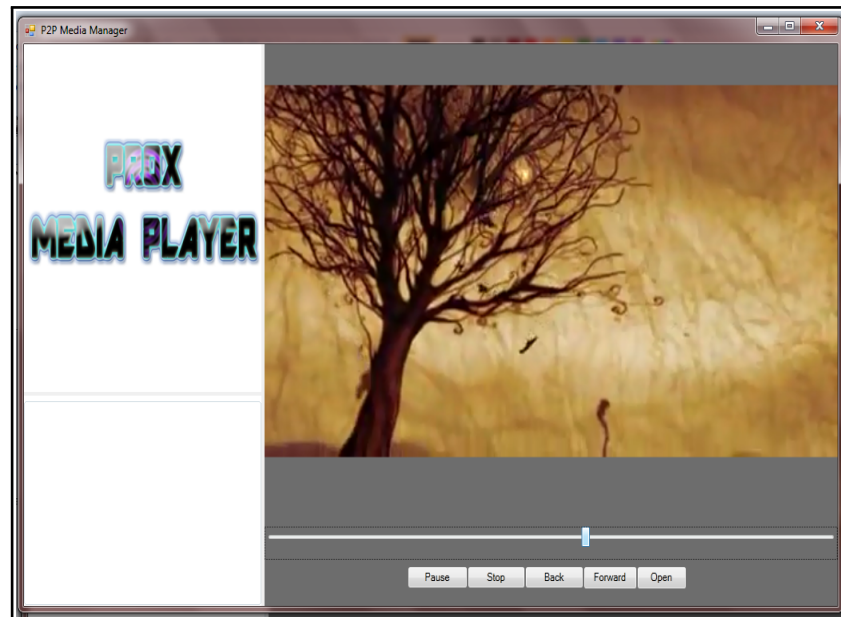 P2P Media Manager
PROX
MEDIA PLAYER
Pause Stop Back Forward Open